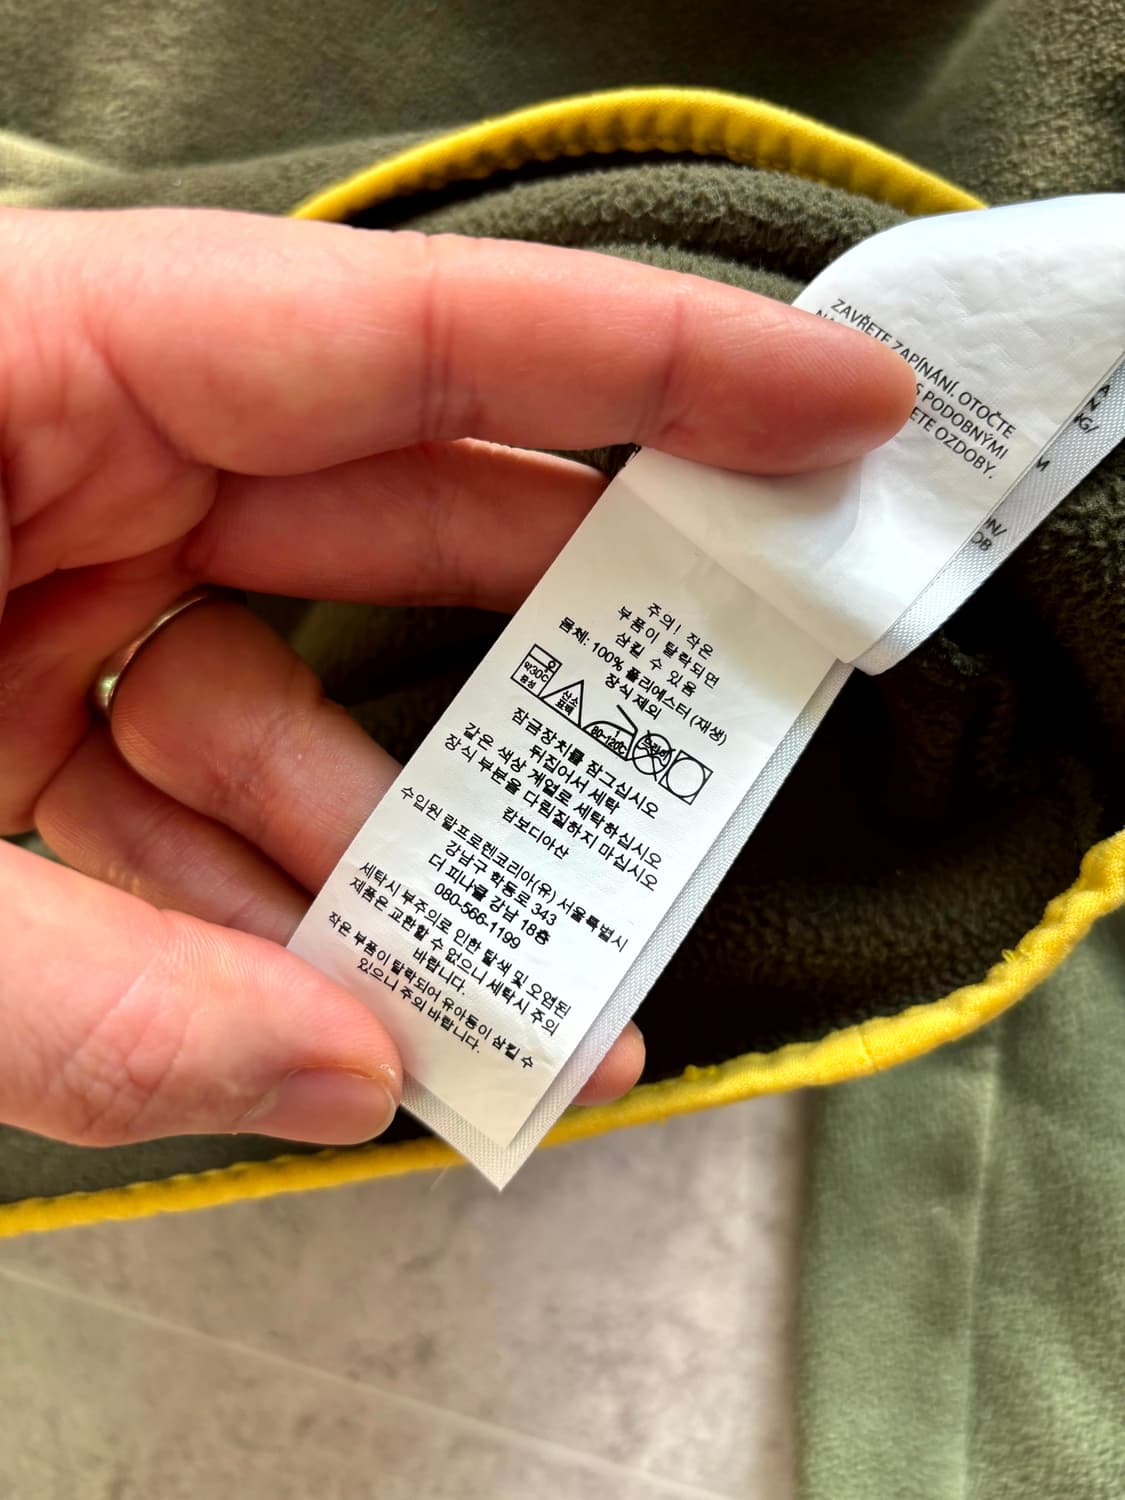 ZAVŘETE ZAPÍNÁNÍ. OTOČTE
S PODOBNÝMI
OZDOBY.
주의! 작은
부품이 탈락되면
삼킬 수 있음
몸체: 100% 폴리에스터 (재생)
장식제외
약30℃
중성
산소
표백
80-120℃
드라이
잠금장치를 잠그십시오
뒤집어서 세탁
같은 색상 계열로 세탁하십시오
장식 부분을 다림질하지 마십시오
캄보디아산
수입원 랄프로렌코리아(유) 서울특별시
강남구 학동로 343
더 피나클 강남 18층
080-566-1199
세탁시 부주의로 인한 탈색 및 오염된
제품은 교환할 수 없으니 세탁시 주의
바랍니다.
작은 부품이 탈락되어 유아동이 삼킬 수
있으니 주의 바랍니다.